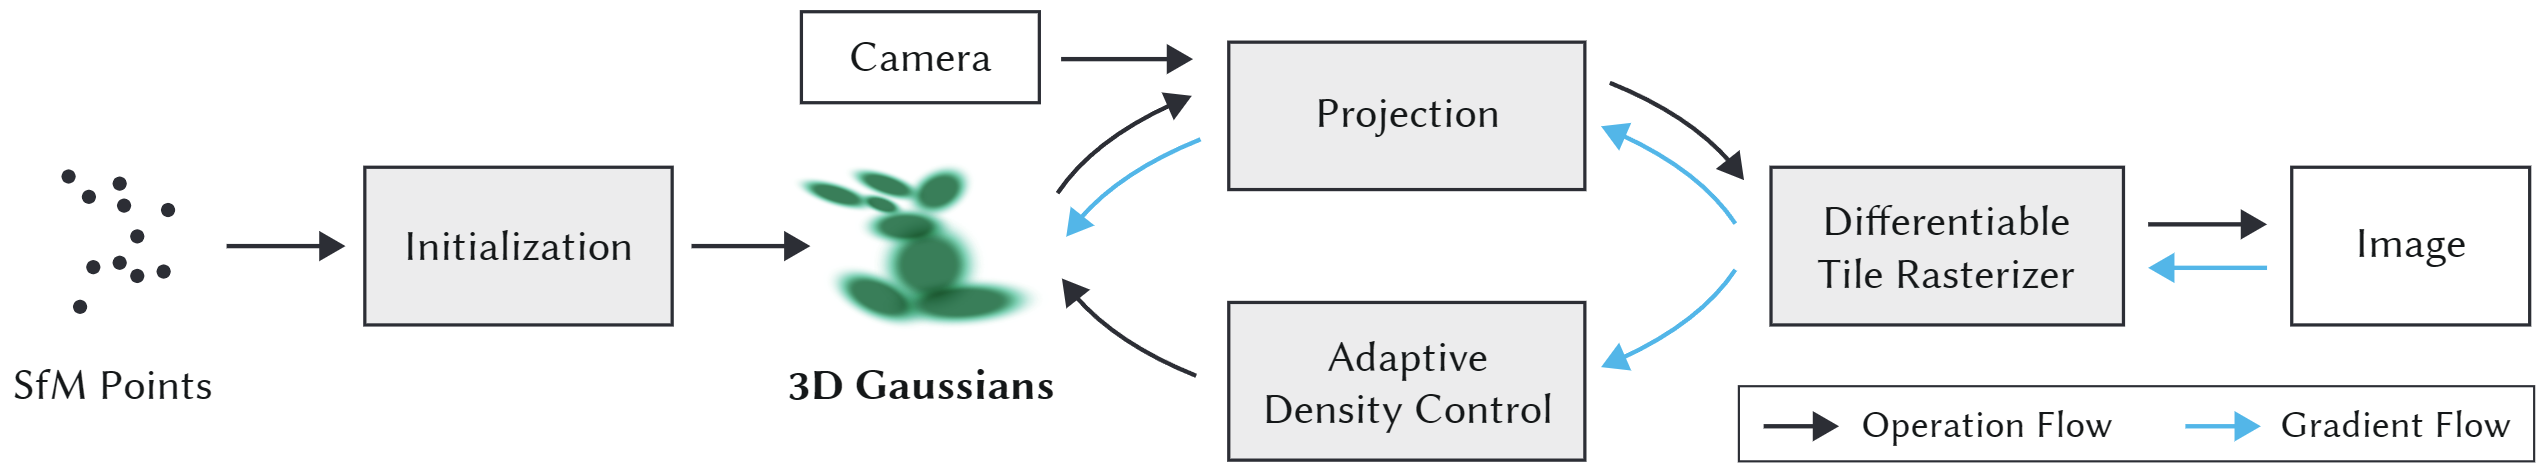 Camera
Projection
Initialization
Differentiable
Tile Rasterizer
Image
SfM Points
3D Gaussians
Adaptive
Density Control
Operation Flow
Gradient Flow